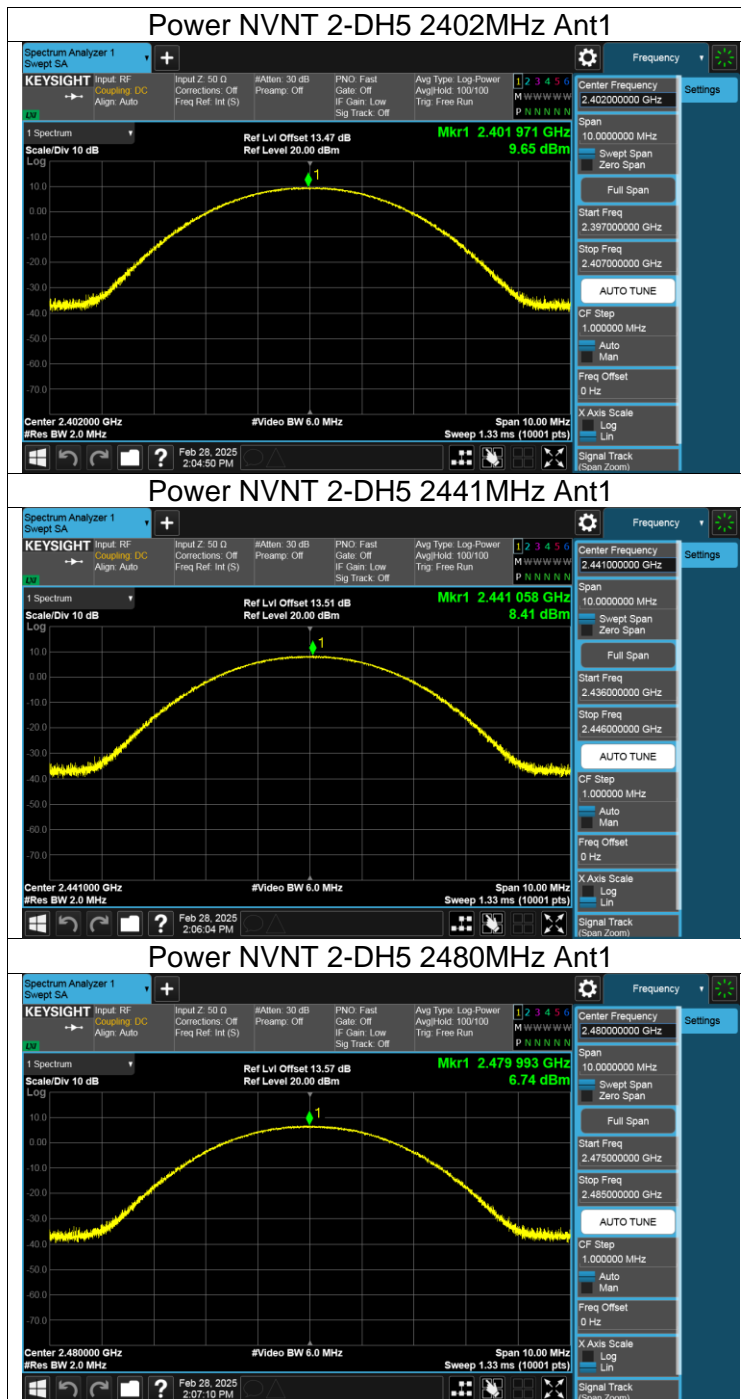 Power NVNT 2-DH5 2402MHz Ant1
Spectrum Analyzer 1
Swept SA
+
Frequency
KEYSIGHT
Input: RF
Coupling: DC
Align: Auto
Input Z: 50 Ω
Corrections: Off
Freq Ref: Int (S)
#Atten: 30 dB
Preamp: Off
PNO: Fast
Gate: Off
IF Gain: Low
Sig Track: Off
Avg Type: Log-Power
Avg|Hold: 100/100
Trig: Free Run
1 2 3 4 5 6
M W W W W W
P N N N N N
LXI
1 Spectrum
Scale/Div 10 dB
Log
Ref Lvl Offset 13.47 dB
Ref Level 20.00 dBm
Mkr1 2.401 971 GHz
9.65 dBm
1
10.0
0.00
-10.0
-20.0
-30.0
-40.0
-50.0
-60.0
-70.0
Center 2.402000 GHz
#Res BW 2.0 MHz
#Video BW 6.0 MHz
Span 10.00 MHz
Sweep 1.33 ms (10001 pts)
Center Frequency
2.402000000 GHz
Settings
Span
10.0000000 MHz
Swept Span
Zero Span
Full Span
Start Freq
2.397000000 GHz
Stop Freq
2.407000000 GHz
AUTO TUNE
CF Step
1.000000 MHz
Auto
Man
Freq Offset
0 Hz
X Axis Scale
Log
Lin
Signal Track
(Span Zoom)
?
Feb 28, 2025
2:04:50 PM
Power NVNT 2-DH5 2441MHz Ant1
Spectrum Analyzer 1
Swept SA
+
Frequency
KEYSIGHT
Input: RF
Coupling: DC
Align: Auto
Input Z: 50 Ω
Corrections: Off
Freq Ref: Int (S)
#Atten: 30 dB
Preamp: Off
PNO: Fast
Gate: Off
IF Gain: Low
Sig Track: Off
Avg Type: Log-Power
Avg|Hold: 100/100
Trig: Free Run
1 2 3 4 5 6
M W W W W W
P N N N N N
LXI
1 Spectrum
Scale/Div 10 dB
Log
Ref Lvl Offset 13.51 dB
Ref Level 20.00 dBm
Mkr1 2.441 058 GHz
8.41 dBm
1
10.0
0.00
-10.0
-20.0
-30.0
-40.0
-50.0
-60.0
-70.0
Center 2.441000 GHz
#Res BW 2.0 MHz
#Video BW 6.0 MHz
Span 10.00 MHz
Sweep 1.33 ms (10001 pts)
Center Frequency
2.441000000 GHz
Settings
Span
10.0000000 MHz
Swept Span
Zero Span
Full Span
Start Freq
2.436000000 GHz
Stop Freq
2.446000000 GHz
AUTO TUNE
CF Step
1.000000 MHz
Auto
Man
Freq Offset
0 Hz
X Axis Scale
Log
Lin
Signal Track
(Span Zoom)
?
Feb 28, 2025
2:06:04 PM
Power NVNT 2-DH5 2480MHz Ant1
Spectrum Analyzer 1
Swept SA
+
Frequency
KEYSIGHT
Input: RF
Coupling: DC
Align: Auto
Input Z: 50 Ω
Corrections: Off
Freq Ref: Int (S)
#Atten: 30 dB
Preamp: Off
PNO: Fast
Gate: Off
IF Gain: Low
Sig Track: Off
Avg Type: Log-Power
Avg|Hold: 100/100
Trig: Free Run
1 2 3 4 5 6
M W W W W W
P N N N N N
LXI
1 Spectrum
Scale/Div 10 dB
Log
Ref Lvl Offset 13.57 dB
Ref Level 20.00 dBm
Mkr1 2.479 993 GHz
6.74 dBm
1
10.0
0.00
-10.0
-20.0
-30.0
-40.0
-50.0
-60.0
-70.0
Center 2.480000 GHz
#Res BW 2.0 MHz
#Video BW 6.0 MHz
Span 10.00 MHz
Sweep 1.33 ms (10001 pts)
Center Frequency
2.480000000 GHz
Settings
Span
10.0000000 MHz
Swept Span
Zero Span
Full Span
Start Freq
2.475000000 GHz
Stop Freq
2.485000000 GHz
AUTO TUNE
CF Step
1.000000 MHz
Auto
Man
Freq Offset
0 Hz
X Axis Scale
Log
Lin
Signal Track
(Span Zoom)
?
Feb 28, 2025
2:07:10 PM